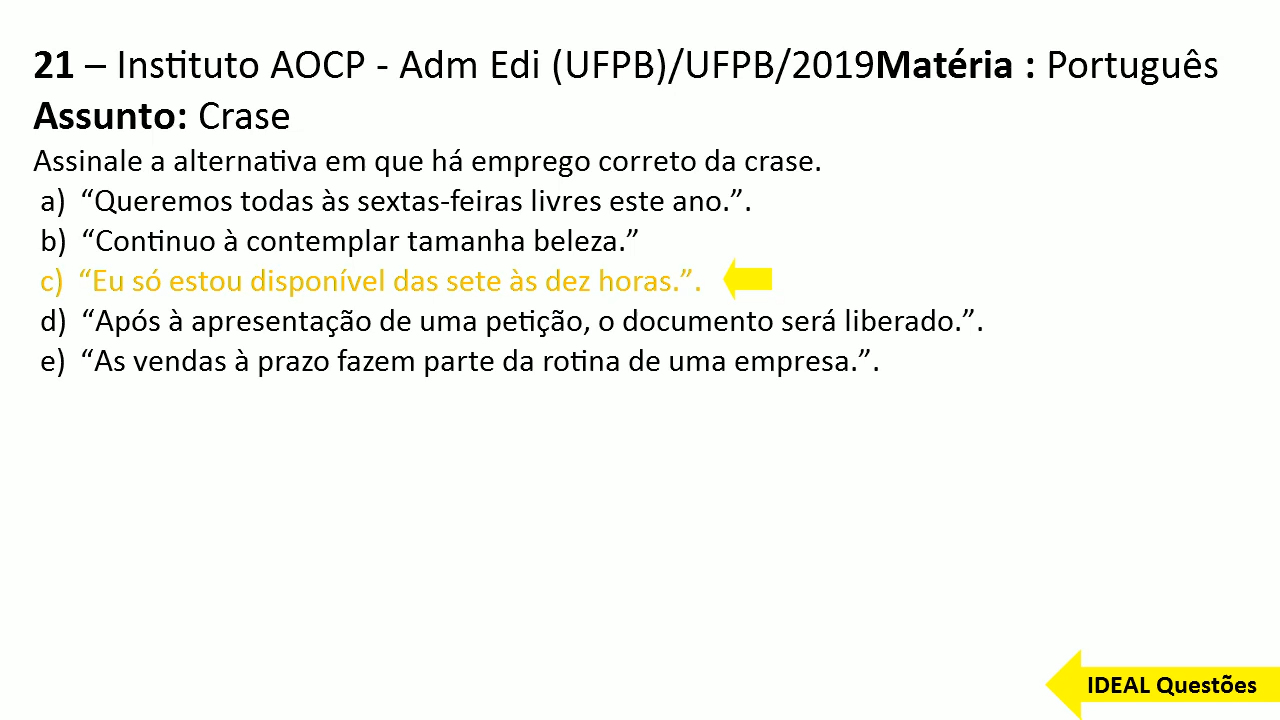 21 – Instituto AOCP - Adm Edi (UFPB)/UFPB/2019Matéria : Português
Assunto: Crase
Assinale a alternativa em que há emprego correto da crase.
a) “Queremos todas às sextas-feiras livres este ano.”.
b) “Continuo à contemplar tamanha beleza.”
c) “Eu só estou disponível das sete às dez horas.”.
d) “Após à apresentação de uma petição, o documento será liberado.”.
e) “As vendas à prazo fazem parte da rotina de uma empresa.”.
IDEAL Questões